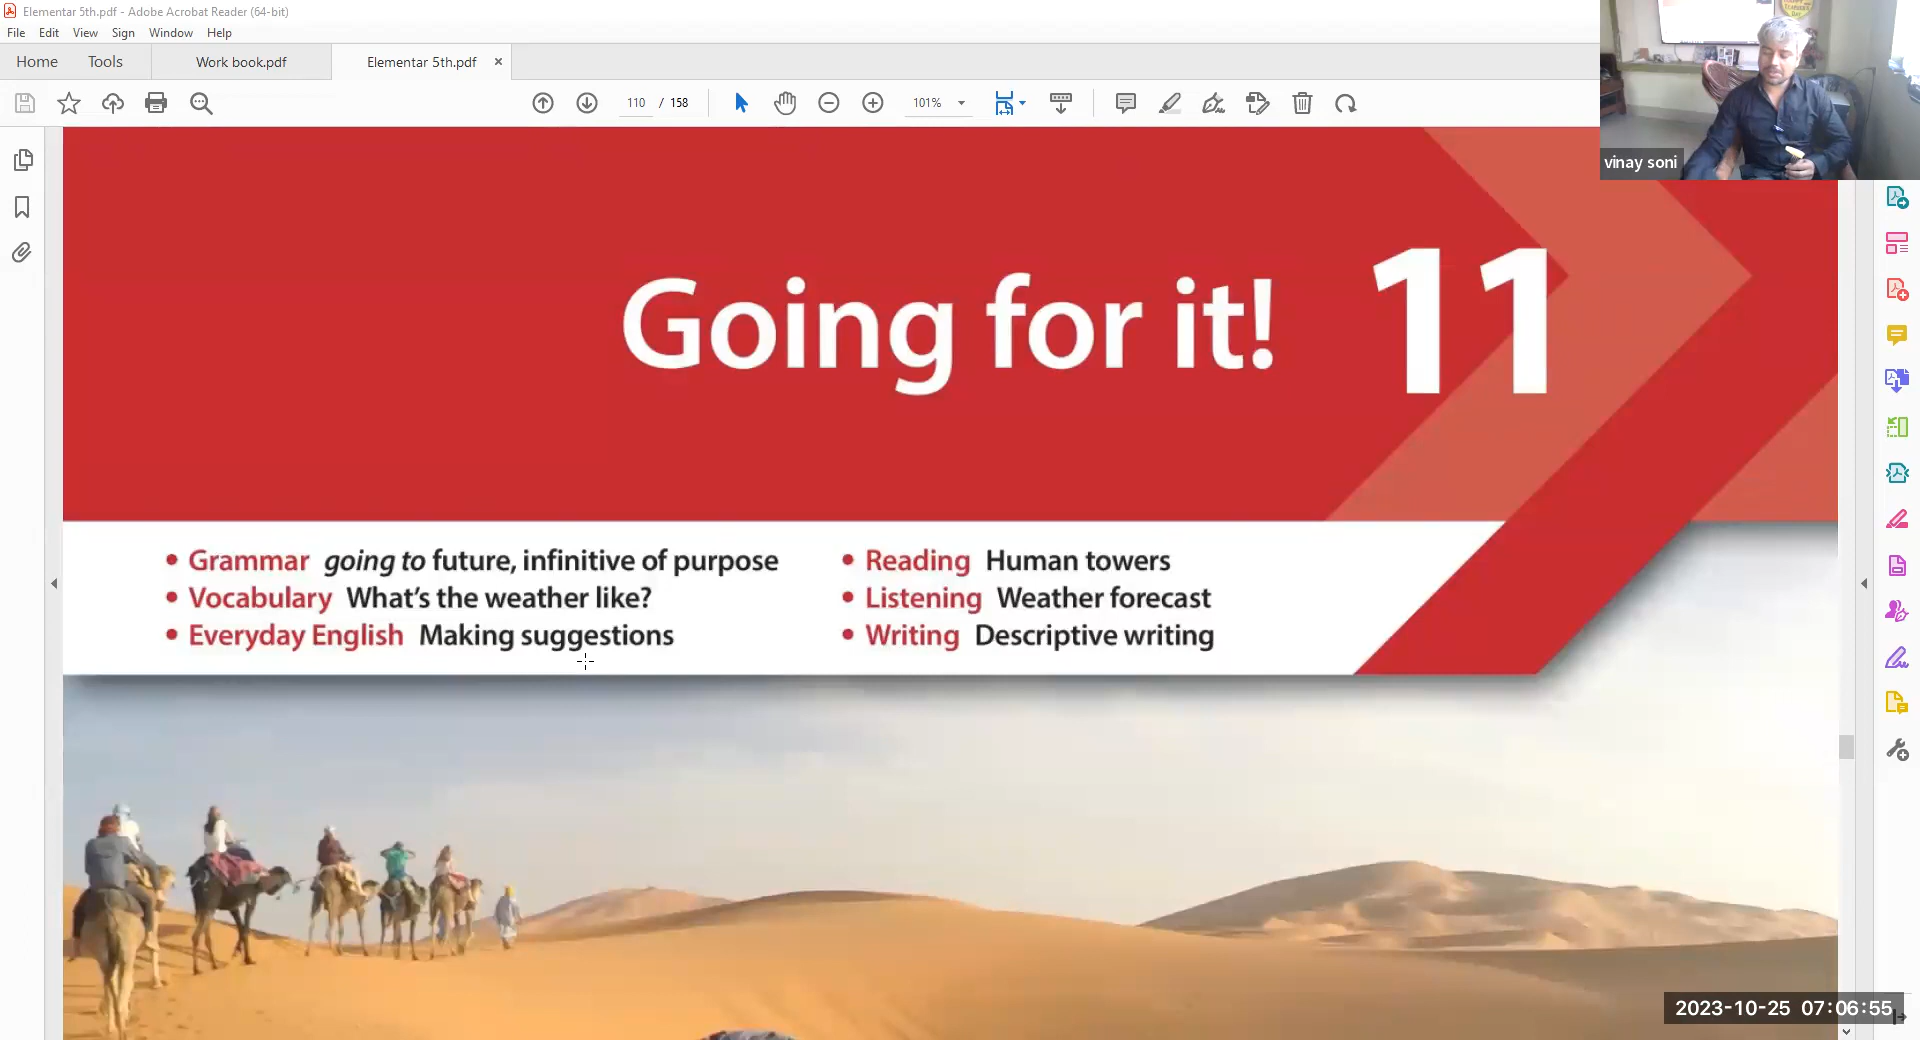 Elementar 5th.pdf - Adobe Acrobat Reader (64-bit)
File Edit View Sign Window Help
Home Tools Work book.pdf Elementar 5th.pdf ×
110 / 158 101%
vinay soni
Going for it! 11
• Grammar going to future, infinitive of purpose
• Vocabulary What's the weather like?
• Everyday English Making suggestions
• Reading Human towers
• Listening Weather forecast
• Writing Descriptive writing
2023-10-25 07:06:55